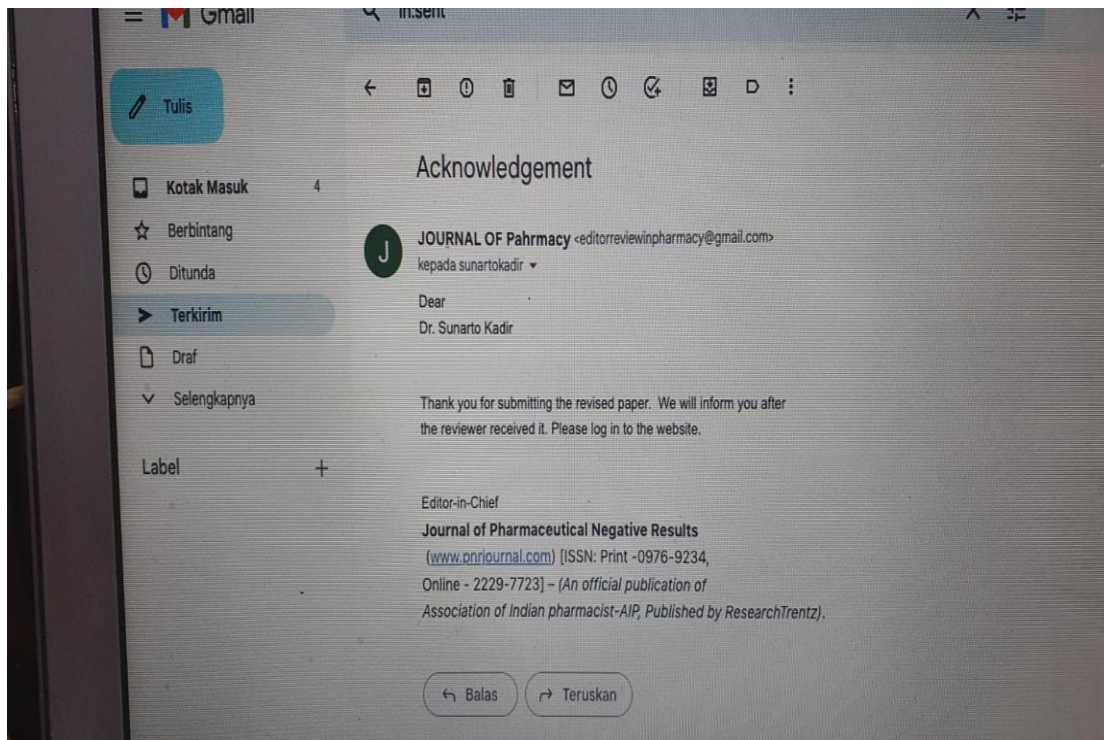 Gmail
in:sent
Tulis
Acknowledgement
Kotak Masuk 4
Berbintang
Ditunda
Terkirim
Draf
Selengkapnya
Label +
J
JOURNAL OF Pahrmacy <editorreviewinpharmacy@gmail.com>
kepada sunartokadir
Dear
Dr. Sunarto Kadir
Thank you for submitting the revised paper. We will inform you after
the reviewer received it. Please log in to the website.
Editor-in-Chief
Journal of Pharmaceutical Negative Results
(www.pnrjournal.com) [ISSN: Print -0976-9234,
Online - 2229-7723] – (An official publication of
Association of Indian pharmacist-AIP, Published by ResearchTrentz).
Balas
Teruskan